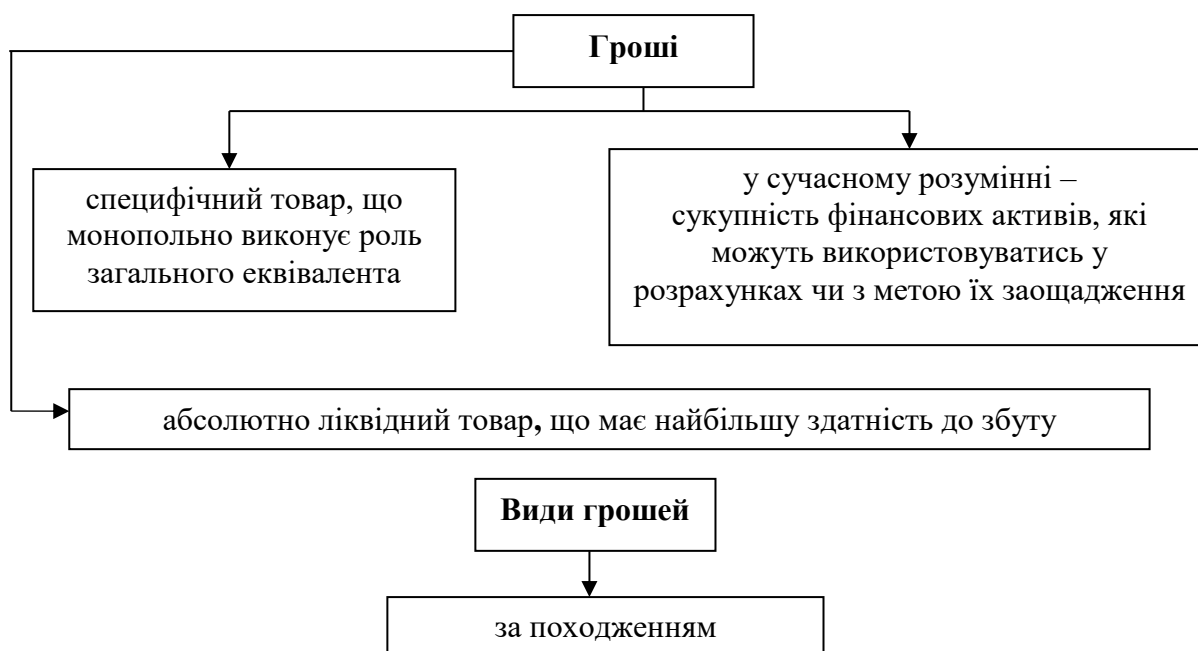 Гроші
специфічний товар, що
монопольно виконує роль
загального еквівалента
у сучасному розумінні –
сукупність фінансових активів, які
можуть використовуватись у
розрахунках чи з метою їх заощадження
абсолютно ліквідний товар, що має найбільшу здатність до збуту
Види грошей
за походженням